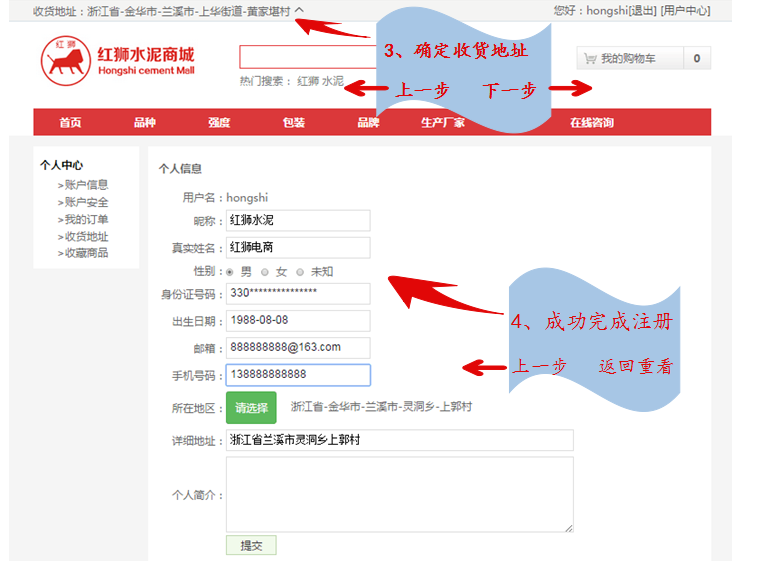 收货地址：浙江省-金华市-兰溪市-上华街道-黄家堪村
您好：hongshi[退出] [用户中心]
红狮
红狮水泥商城
Hongshi cement Mall
3、确定收货地址
上一步 下一步
我的购物车 0
热门搜索： 红狮 水泥
首页 品种 强度 包装 品牌 生产厂家 在线咨询
个人中心
>账户信息
>账户安全
>我的订单
>收货地址
>收藏商品
个人信息
用户名：hongshi
昵称：红狮水泥
真实姓名：红狮电商
性别： 男 女 未知
身份证号码：330***************
出生日期：1988-08-08
邮箱：888888888@163.com
手机号码：138888888888
所在地区：请选择 浙江省-金华市-兰溪市-灵洞乡-上郭村
详细地址：浙江省兰溪市灵洞乡上郭村
个人简介：
提交
4、成功完成注册
上一步 返回重看